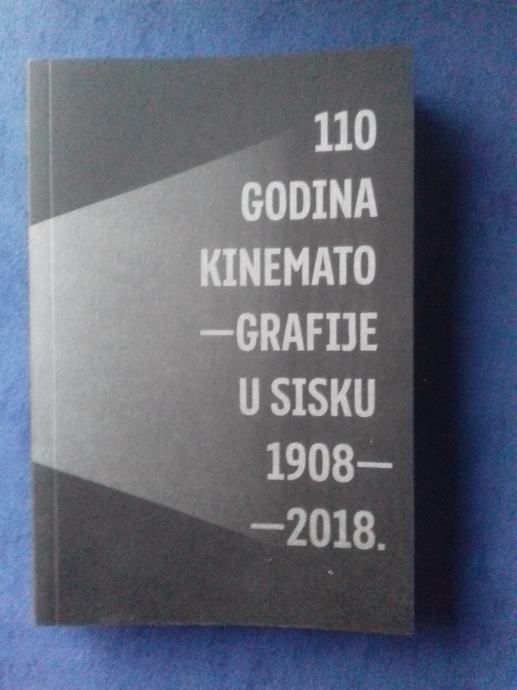 110
GODINA
KINEMATO
—GRAFIJE
U SISKU
1908—
—2018.